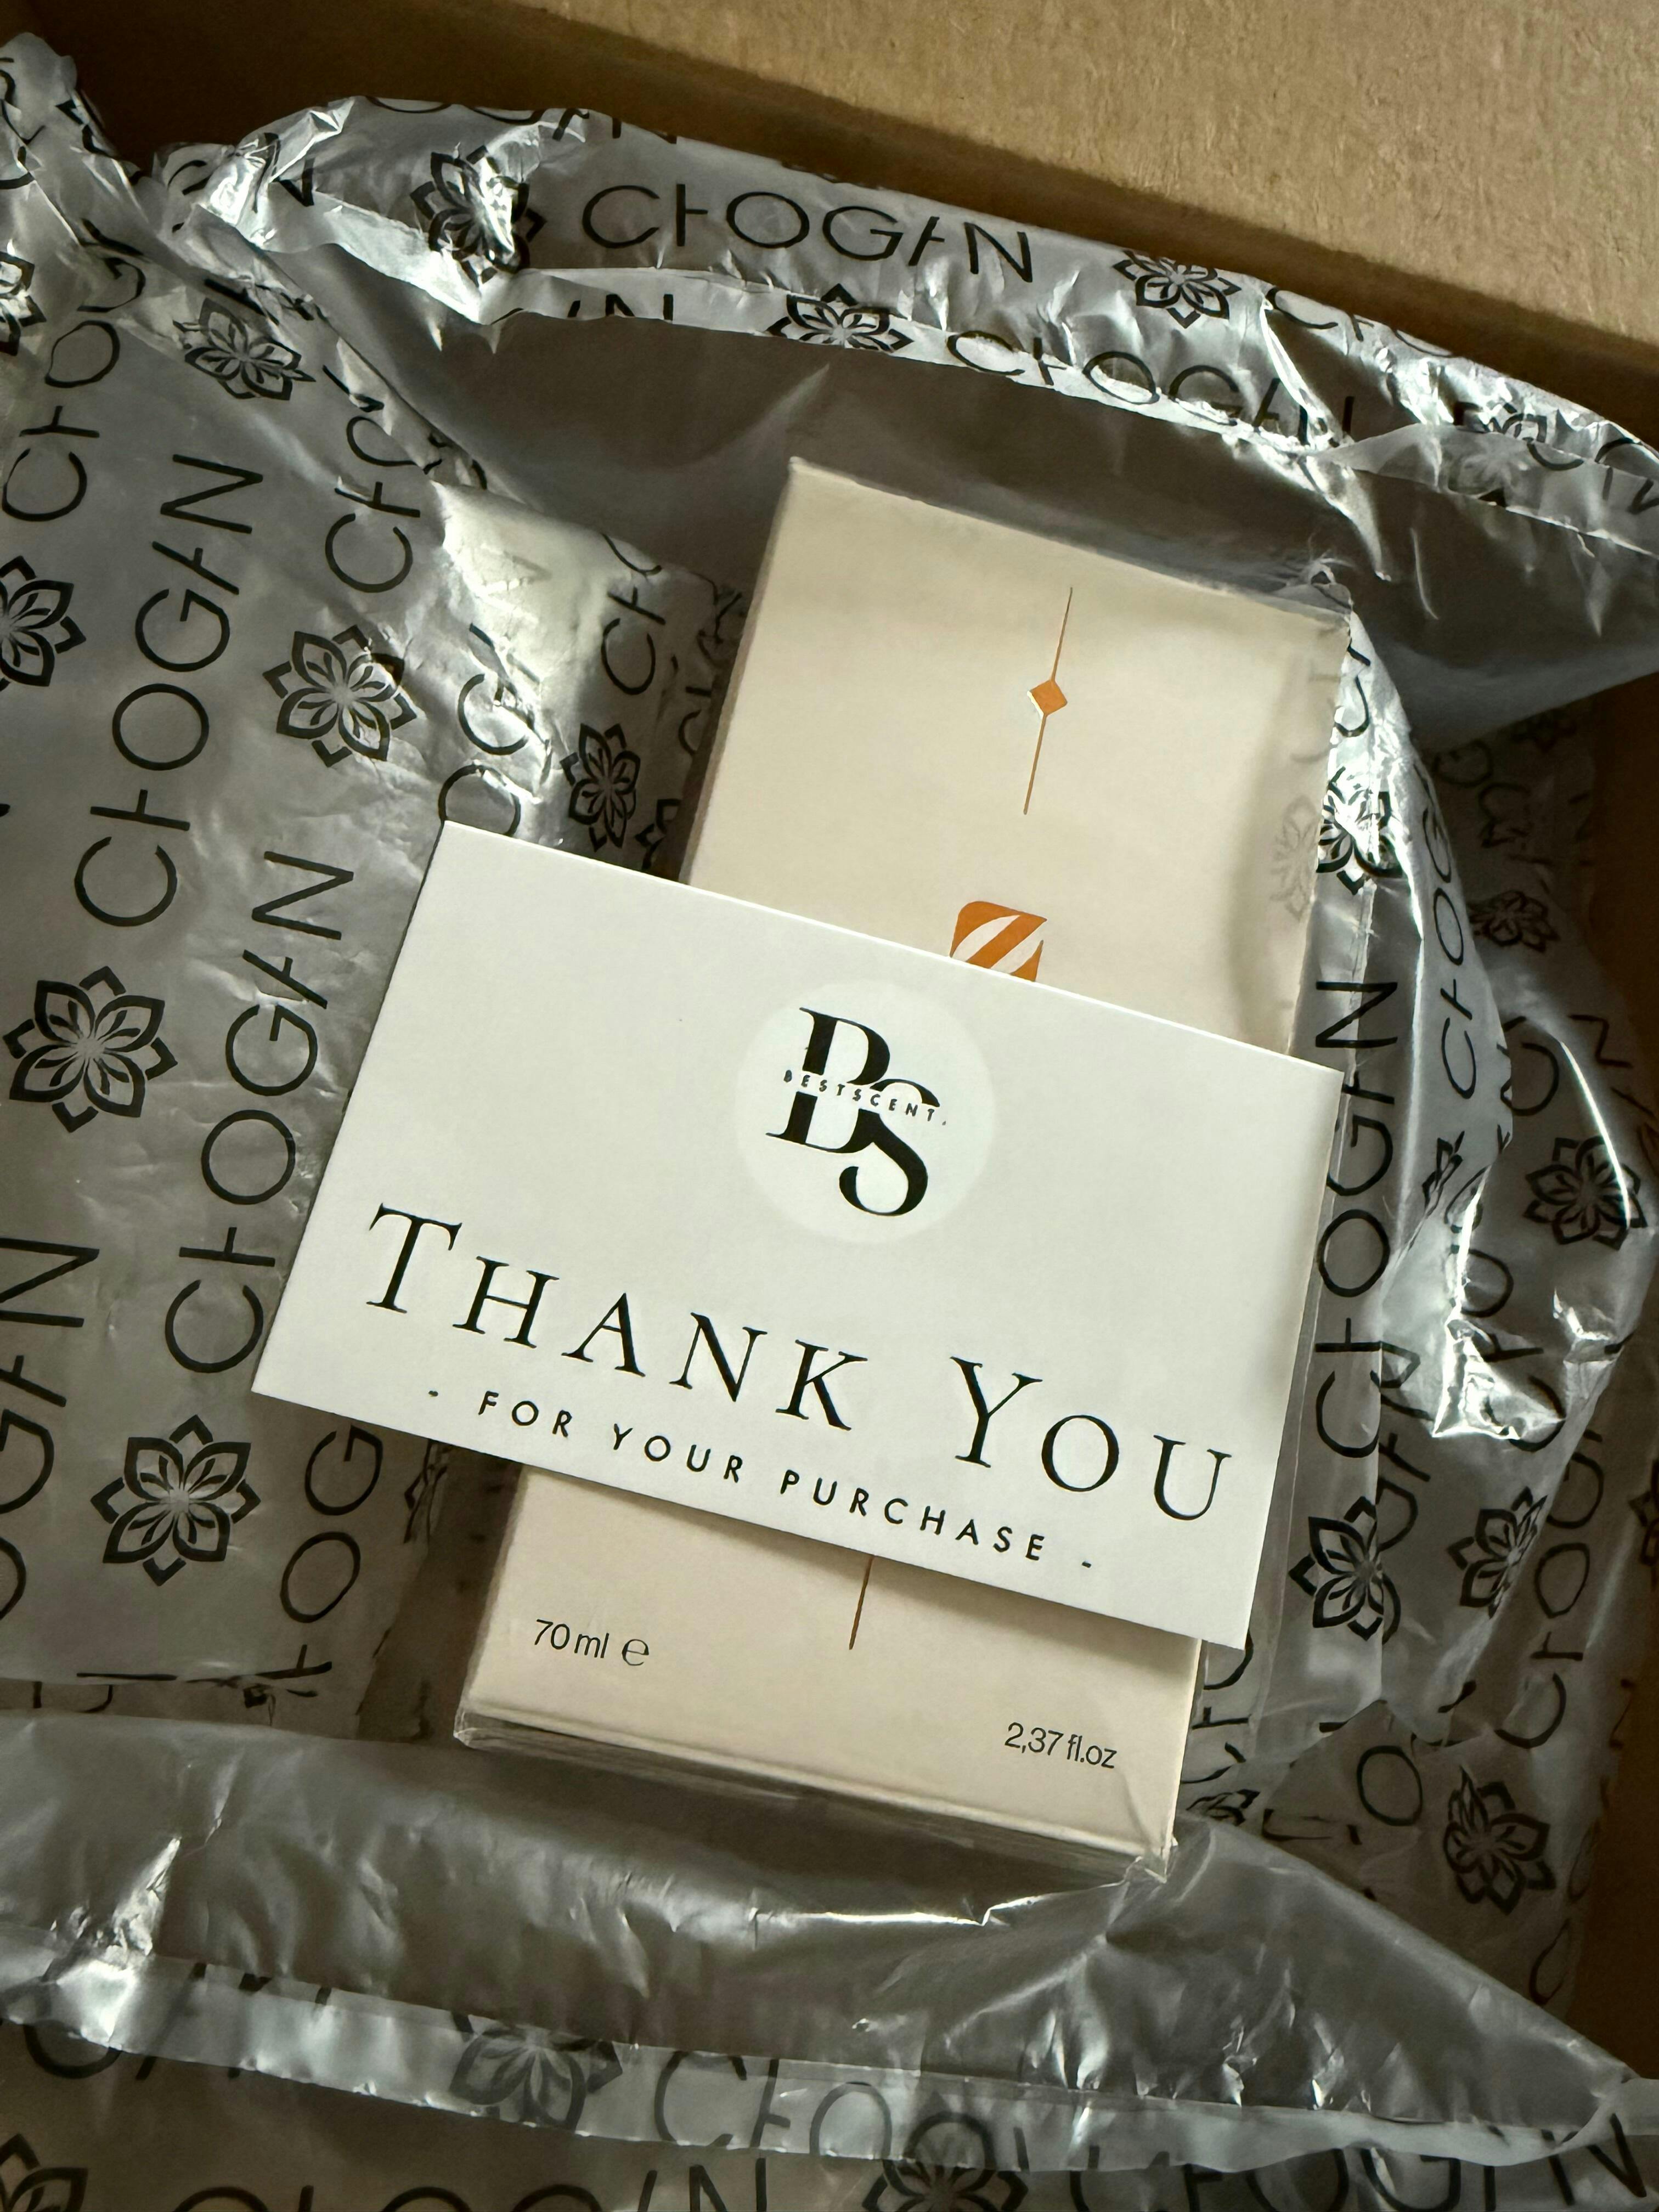 CHOGAN
CHOGAN
CHOGAN
CHOGAN
CHOGAN
BESTSCENT.
BS
THANK YOU
- FOR YOUR PURCHASE -
CHOGAN
CHOGAN
70 ml ℮
2,37 fl.oz